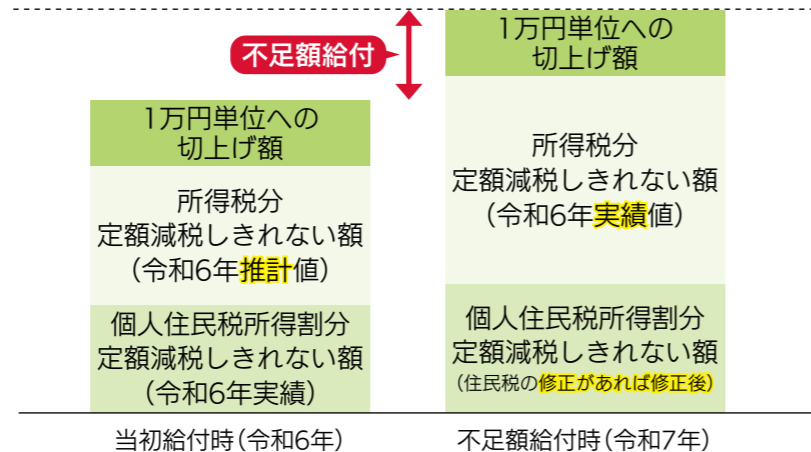 不足額給付
1万円単位への
切上げ額
所得税分
定額減税しきれない額
(令和6年推計値)
個人住民税所得割分
定額減税しきれない額
(令和6年実績)
当初給付時(令和6年)
1万円単位への
切上げ額
所得税分
定額減税しきれない額
(令和6年実績値)
個人住民税所得割分
定額減税しきれない額
(住民税の修正があれば修正後)
不足額給付時(令和7年)